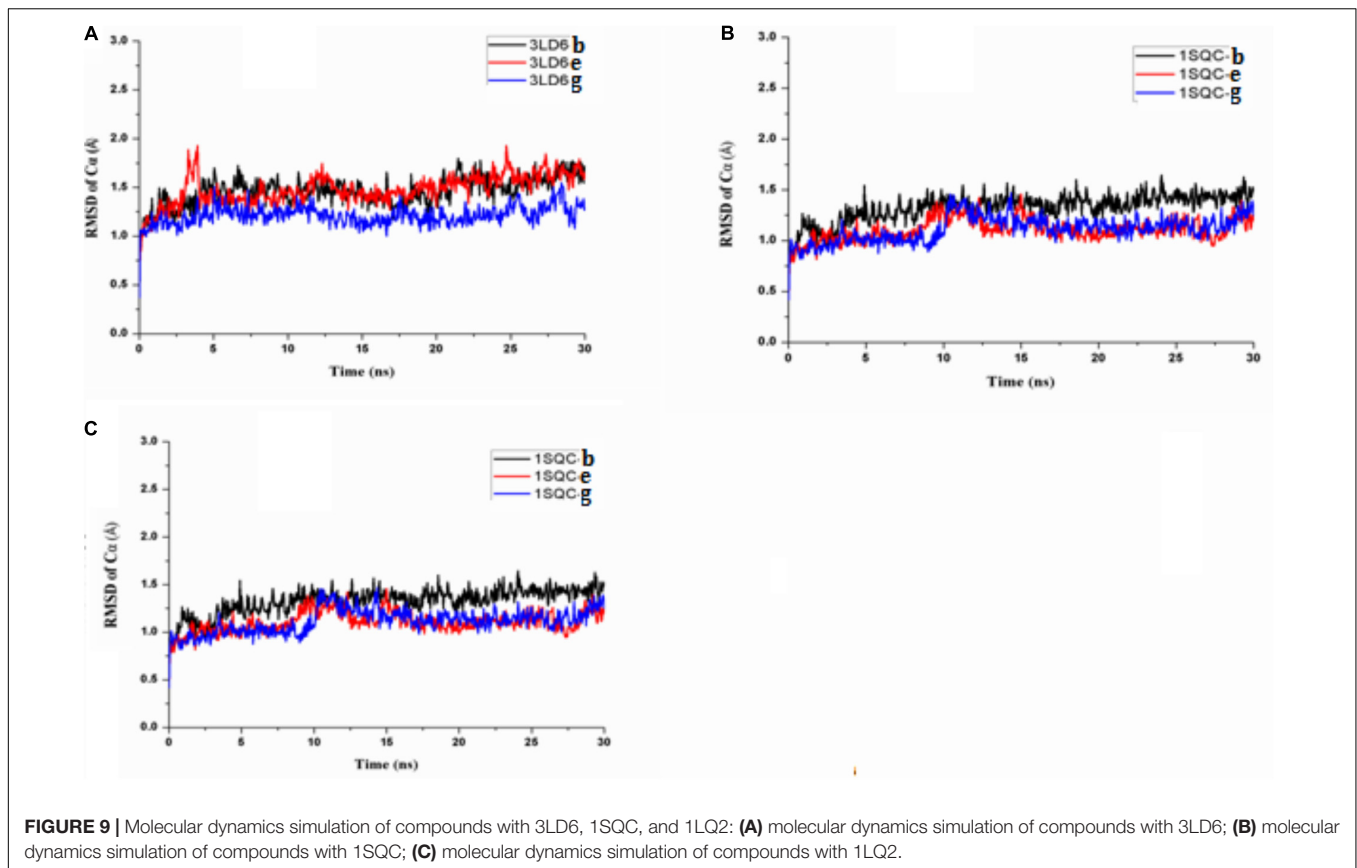 A
3.0
2.5
2.0
1.5
1.0
0.5
0.0
RMSD of Cα (Å)
3LD6 b
3LD6 e
3LD6 g
0 5 10 15 20 25 30
Time (ns)
B
3.0
2.5
2.0
1.5
1.0
0.5
0.0
RMSD of Cα (Å)
1SQC- b
1SQC- e
1SQC- g
0 5 10 15 20 25 30
Time (ns)
C
3.0
2.5
2.0
1.5
1.0
0.5
0.0
RMSD of Cα (Å)
1SQC- b
1SQC- e
1SQC- g
0 5 10 15 20 25 30
Time (ns)
FIGURE 9 | Molecular dynamics simulation of compounds with 3LD6, 1SQC, and 1LQ2: (A) molecular dynamics simulation of compounds with 3LD6; (B) molecular
dynamics simulation of compounds with 1SQC; (C) molecular dynamics simulation of compounds with 1LQ2.